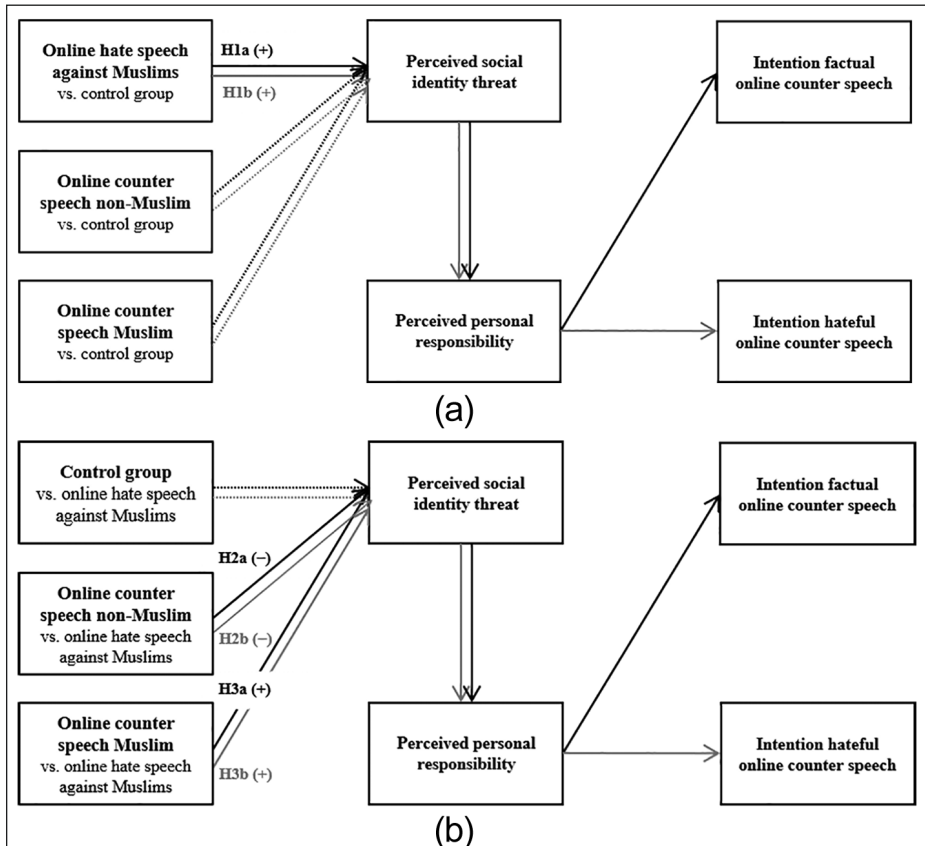 Online hate speech
against Muslims
vs. control group
H1a (+)
H1b (+)
Perceived social
identity threat
Intention factual
online counter speech
Online counter
speech non-Muslim
vs. control group
Online counter
speech Muslim
vs. control group
Perceived personal
responsibility
Intention hateful
online counter speech
(a)
Control group
vs. online hate speech
against Muslims
Perceived social
identity threat
Intention factual
online counter speech
H2a (−)
Online counter
speech non-Muslim
vs. online hate speech
against Muslims
H2b (−)
H3a (+)
Online counter
speech Muslim
vs. online hate speech
against Muslims
H3b (+)
Perceived personal
responsibility
Intention hateful
online counter speech
(b)